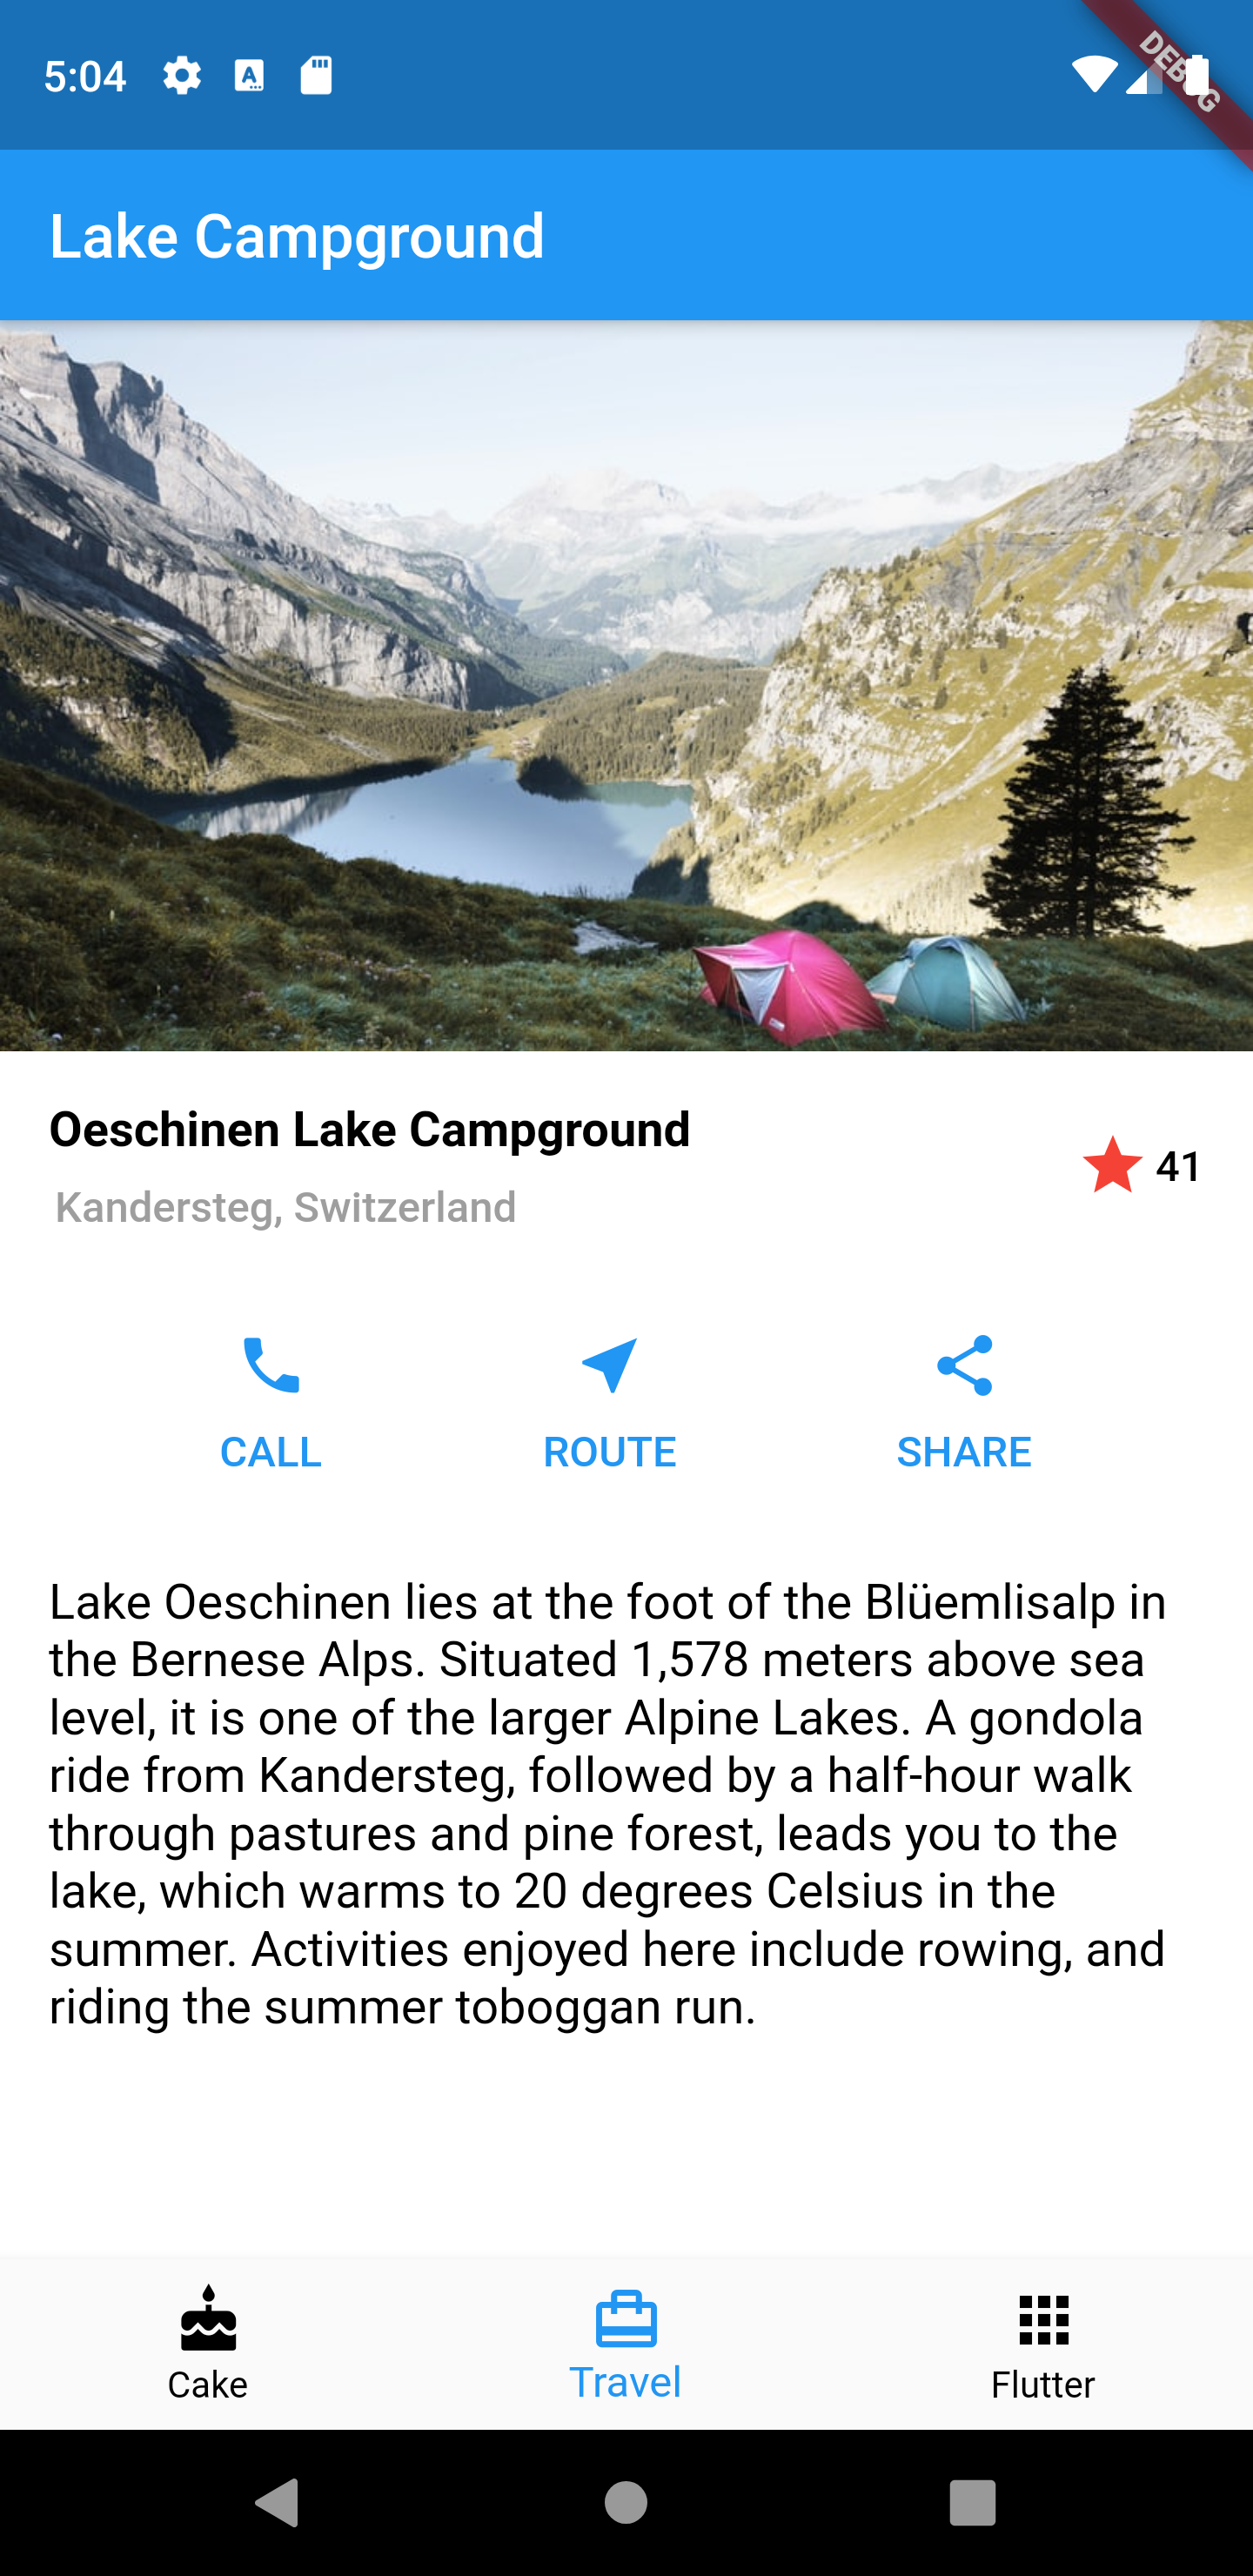 5:04
DEBUG
Lake Campground
Oeschinen Lake Campground
41
Kandersteg, Switzerland
CALL
ROUTE
SHARE
Lake Oeschinen lies at the foot of the Blüemlisalp in
the Bernese Alps. Situated 1,578 meters above sea
level, it is one of the larger Alpine Lakes. A gondola
ride from Kandersteg, followed by a half-hour walk
through pastures and pine forest, leads you to the
lake, which warms to 20 degrees Celsius in the
summer. Activities enjoyed here include rowing, and
riding the summer toboggan run.
Cake
Travel
Flutter